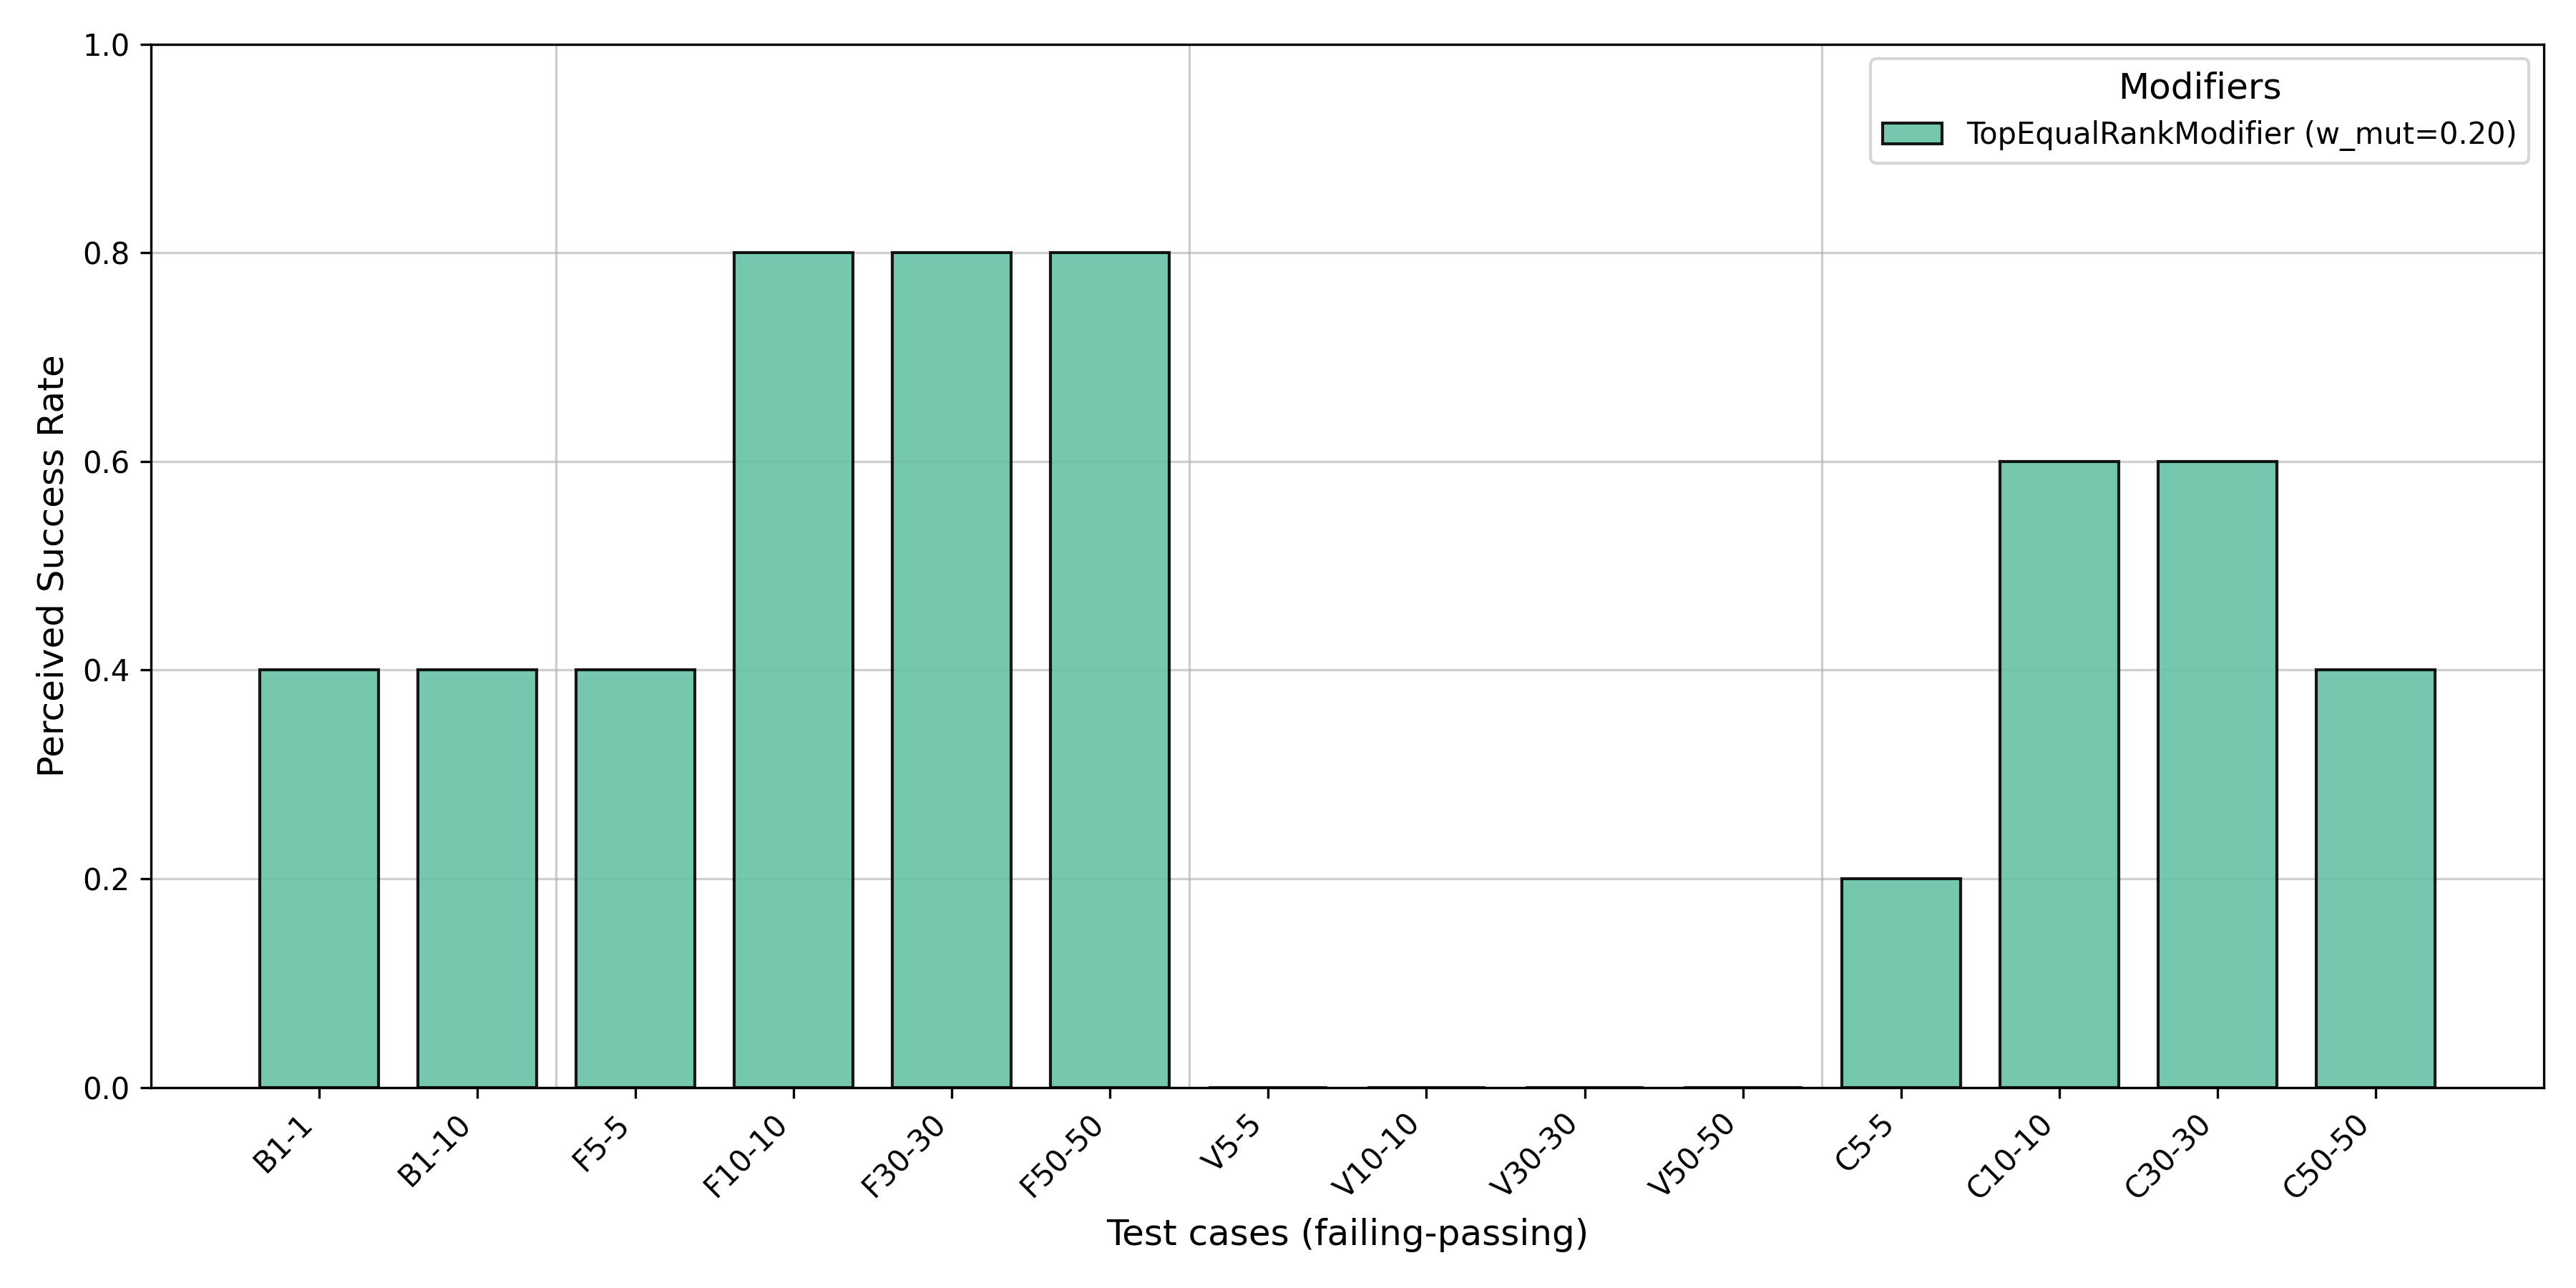 Modifiers
TopEqualRankModifier (w_mut=0.20)
Perceived Success Rate
1.0
0.8
0.6
0.4
0.2
0.0
B1-1
B1-10
F5-5
F10-10
F30-30
F50-50
V5-5
V10-10
V30-30
V50-50
C5-5
C10-10
C30-30
C50-50
Test cases (failing-passing)